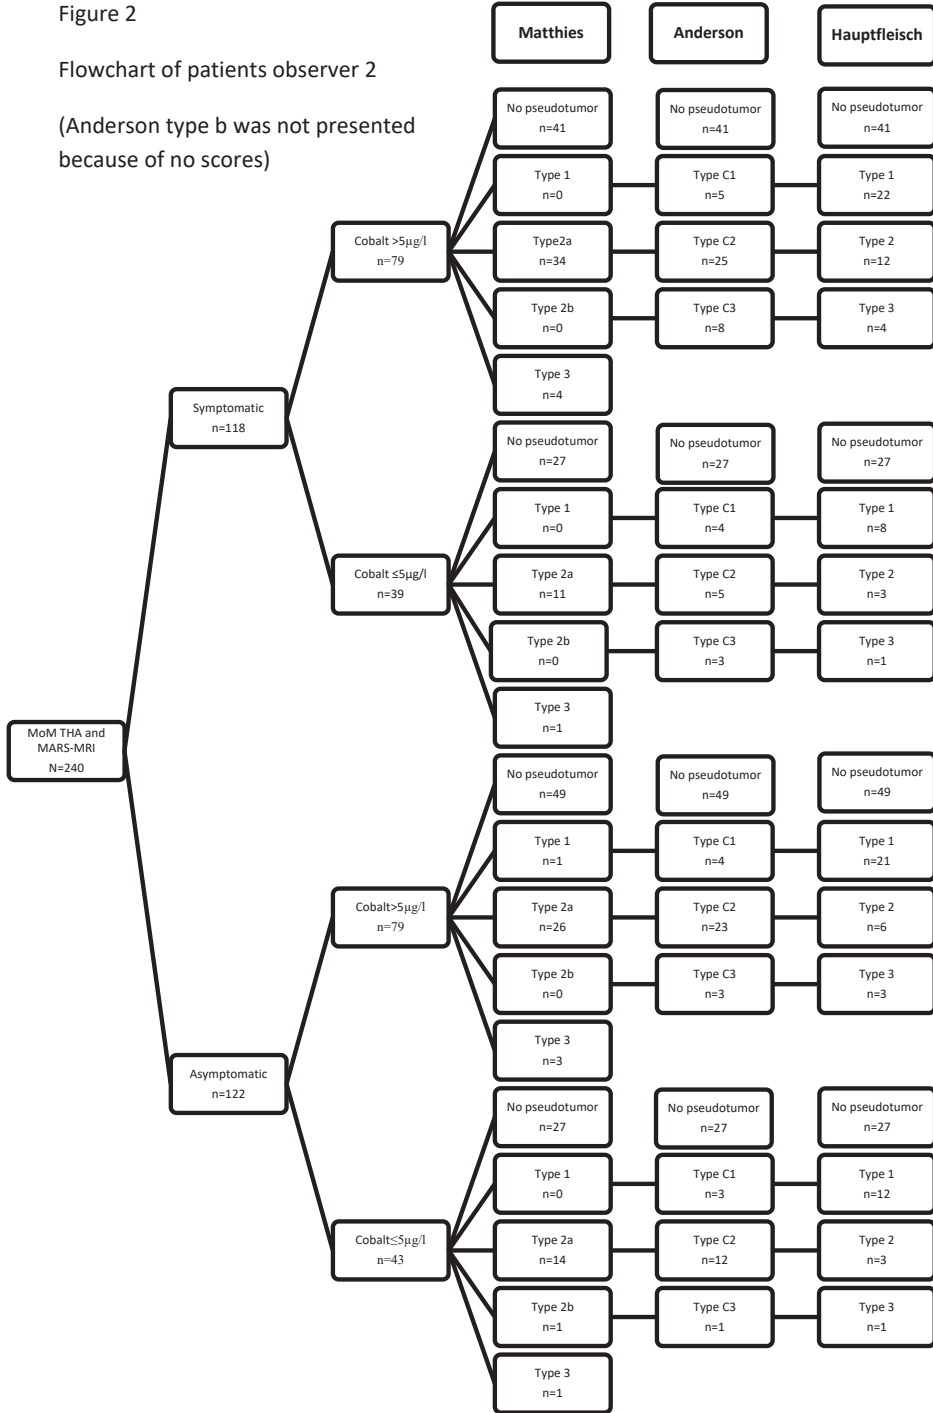 Figure 2
Flowchart of patients observer 2
(Anderson type b was not presented
because of no scores)
Matthies
Anderson
Hauptfleisch
No pseudotumor
n=41
No pseudotumor
n=41
No pseudotumor
n=41
Type 1
n=0
Type C1
n=5
Type 1
n=22
Cobalt >5µg/l
n=79
Type2a
n=34
Type C2
n=25
Type 2
n=12
Type 2b
n=0
Type C3
n=8
Type 3
n=4
Type 3
n=4
Symptomatic
n=118
No pseudotumor
n=27
No pseudotumor
n=27
No pseudotumor
n=27
Type 1
n=0
Type C1
n=4
Type 1
n=8
Cobalt ≤5µg/l
n=39
Type 2a
n=11
Type C2
n=5
Type 2
n=3
Type 2b
n=0
Type C3
n=3
Type 3
n=1
Type 3
n=1
MoM THA and
MARS-MRI
N=240
No pseudotumor
n=49
No pseudotumor
n=49
No pseudotumor
n=49
Type 1
n=1
Type C1
n=4
Type 1
n=21
Cobalt>5µg/l
n=79
Type 2a
n=26
Type C2
n=23
Type 2
n=6
Type 2b
n=0
Type C3
n=3
Type 3
n=3
Type 3
n=3
Asymptomatic
n=122
No pseudotumor
n=27
No pseudotumor
n=27
No pseudotumor
n=27
Type 1
n=0
Type C1
n=3
Type 1
n=12
Cobalt≤5µg/l
n=43
Type 2a
n=14
Type C2
n=12
Type 2
n=3
Type 2b
n=1
Type C3
n=1
Type 3
n=1
Type 3
n=1